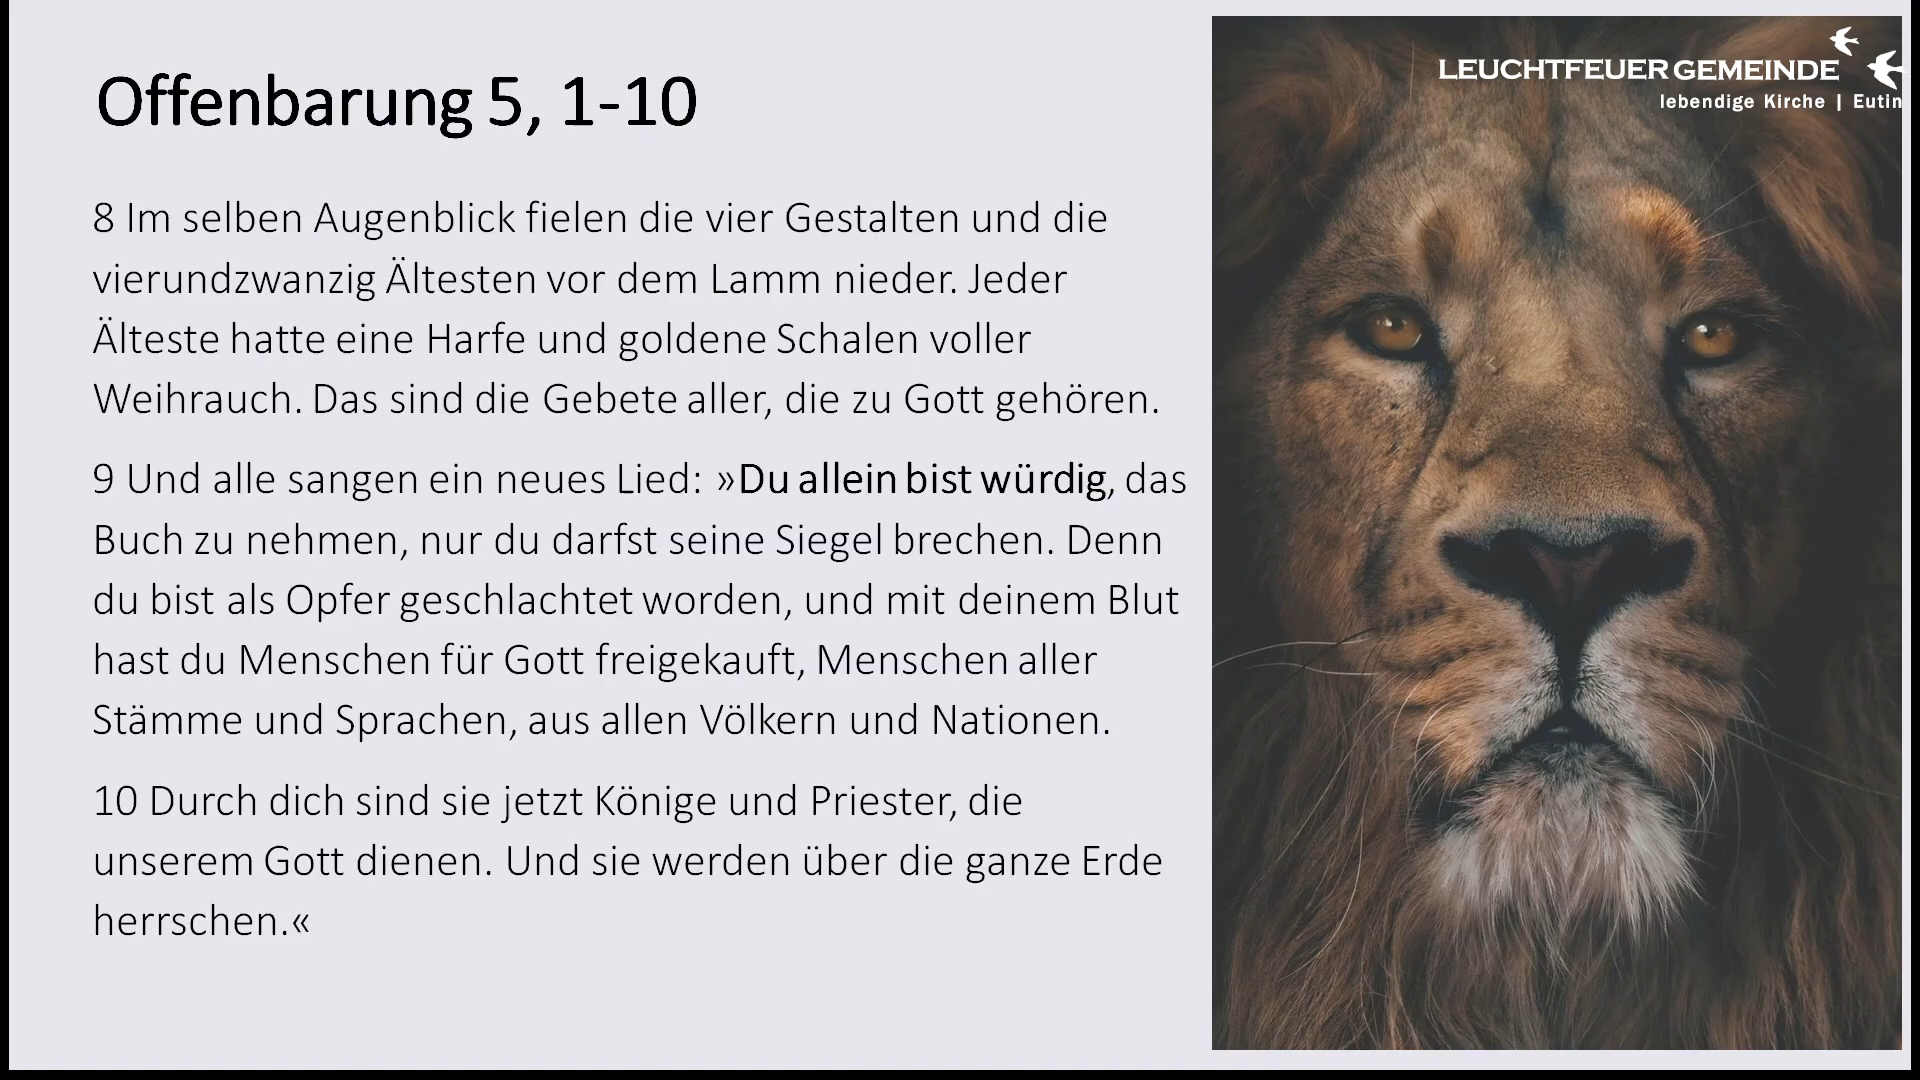 Offenbarung 5, 1-10
8 Im selben Augenblick fielen die vier Gestalten und die
vierundzwanzig Ältesten vor dem Lamm nieder. Jeder
Älteste hatte eine Harfe und goldene Schalen voller
Weihrauch. Das sind die Gebete aller, die zu Gott gehören.
9 Und alle sangen ein neues Lied: »Du allein bist würdig, das
Buch zu nehmen, nur du darfst seine Siegel brechen. Denn
du bist als Opfer geschlachtet worden, und mit deinem Blut
hast du Menschen für Gott freigekauft, Menschen aller
Stämme und Sprachen, aus allen Völkern und Nationen.
10 Durch dich sind sie jetzt Könige und Priester, die
unserem Gott dienen. Und sie werden über die ganze Erde
herrschen.«
LEUCHTFEUER GEMEINDE
lebendige Kirche | Eutin